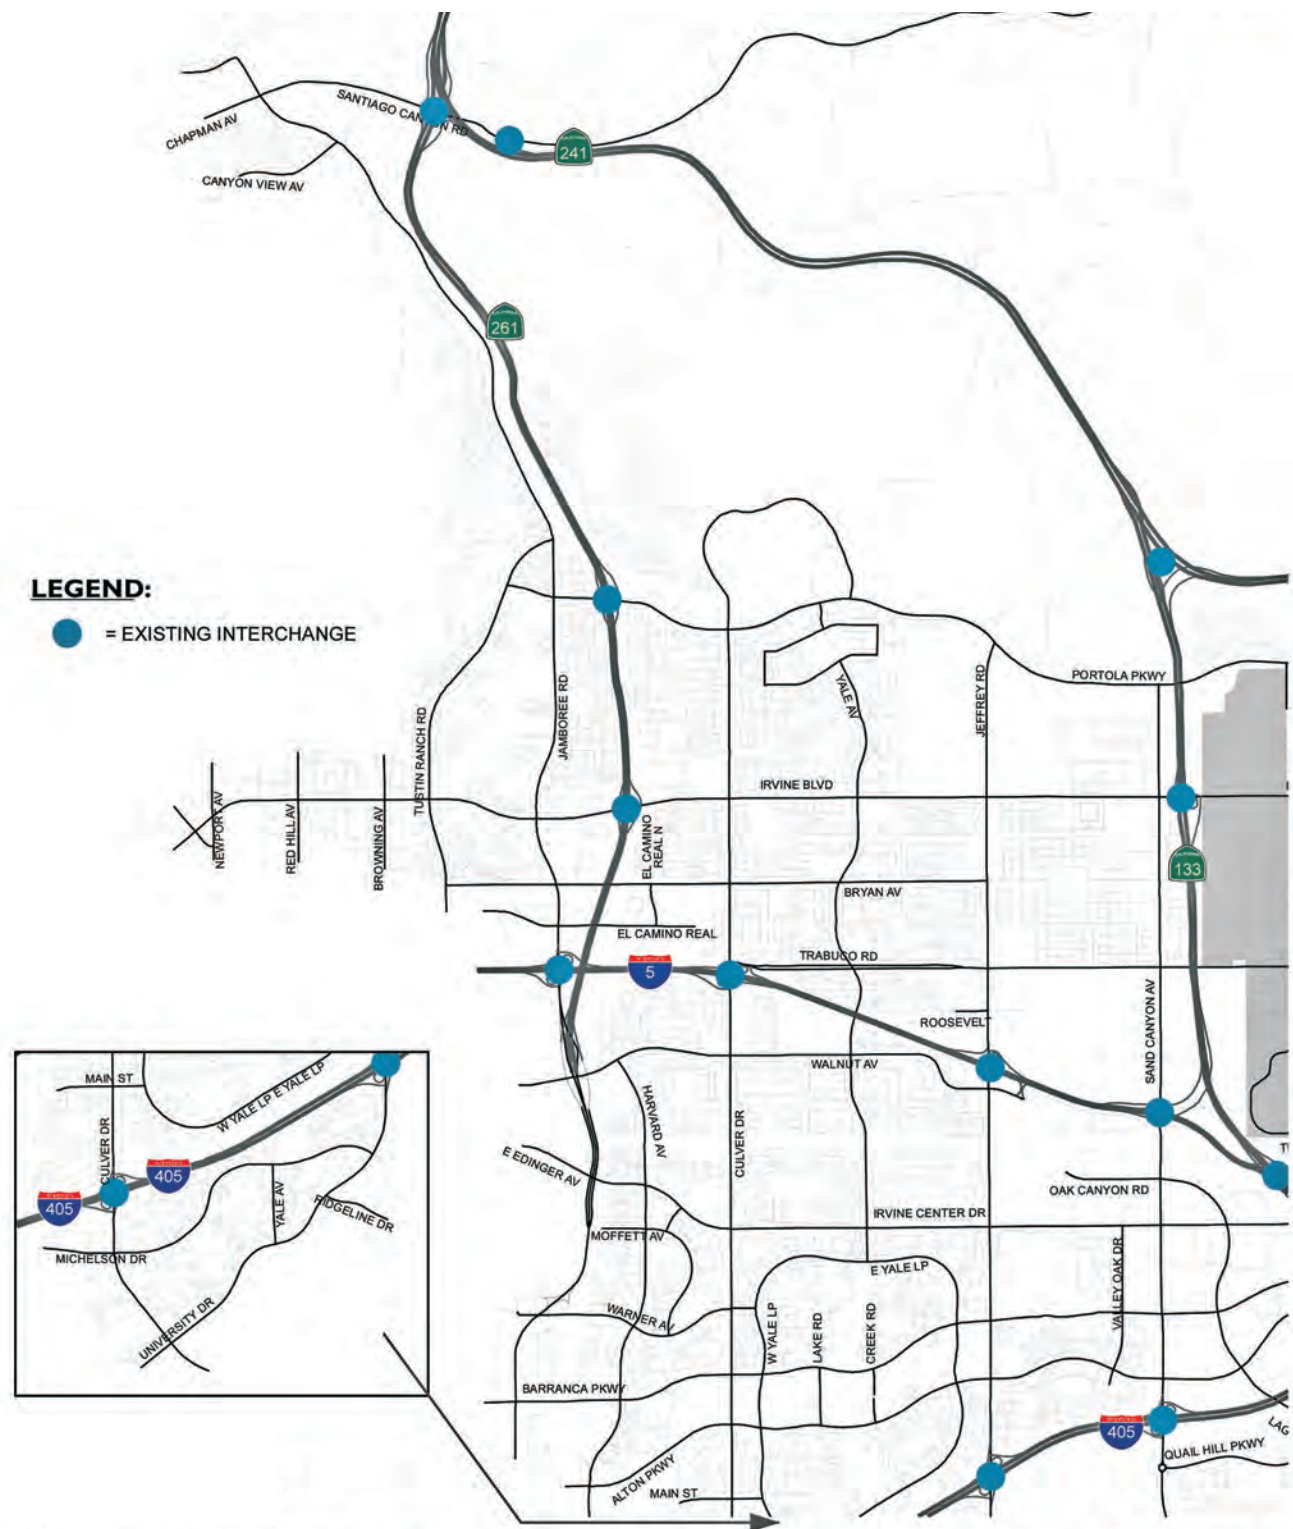 SANTIAGO CANYON RD
CHAPMAN AV
CALIFORNIA
241
CANYON VIEW AV
CALIFORNIA
261
LEGEND:
= EXISTING INTERCHANGE
PORTOLA PKWY
JEFFREY RD
YALE AV
JAMBOREE RD
TUSTIN RANCH RD
IRVINE BLVD
NEWPORT AV
RED HILL AV
BROWNING AV
EL CAMINO
REAL N
CALIFORNIA
133
BRYAN AV
EL CAMINO REAL
TRABUCO RD
5
SAND CANYON AV
ROOSEVELT
WALNUT AV
HARVARD AV
CULVER DR
E EDINGER AV
OAK CANYON RD
IRVINE CENTER DR
MOFFETT AV
E YALE LP
VALLEY OAK DR
WARNER AV
W YALE LP
LAKE RD
CREEK RD
BARRANCA PKWY
405
LAG
QUAIL HILL PKWY
ALTON PKWY
MAIN ST
MAIN ST
W YALE LP E YALE LP
CULVER DR
405
405
YALE AV
RIDGELINE DR
MICHELSON DR
UNIVERSITY DR